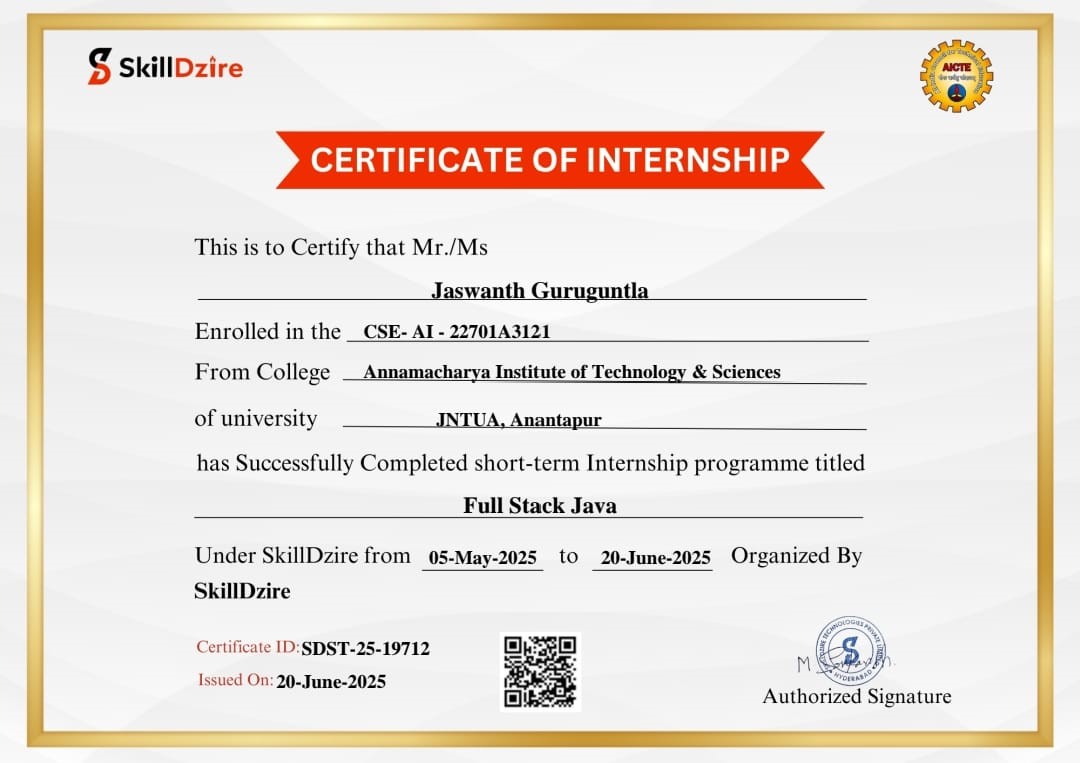 SkillDzire
AICTE
CERTIFICATE OF INTERNSHIP
This is to Certify that Mr./Ms
Jaswanth Guruguntla
Enrolled in the CSE- AI - 22701A3121
From College Annamacharya Institute of Technology & Sciences
of university JNTUA, Anantapur
has Successfully Completed short-term Internship programme titled
Full Stack Java
Under SkillDzire from 05-May-2025 to 20-June-2025 Organized By
SkillDzire
Certificate ID: SDST-25-19712
Issued On: 20-June-2025
TECHNOLOGIES PRIVATE
HYDERABAD
Authorized Signature